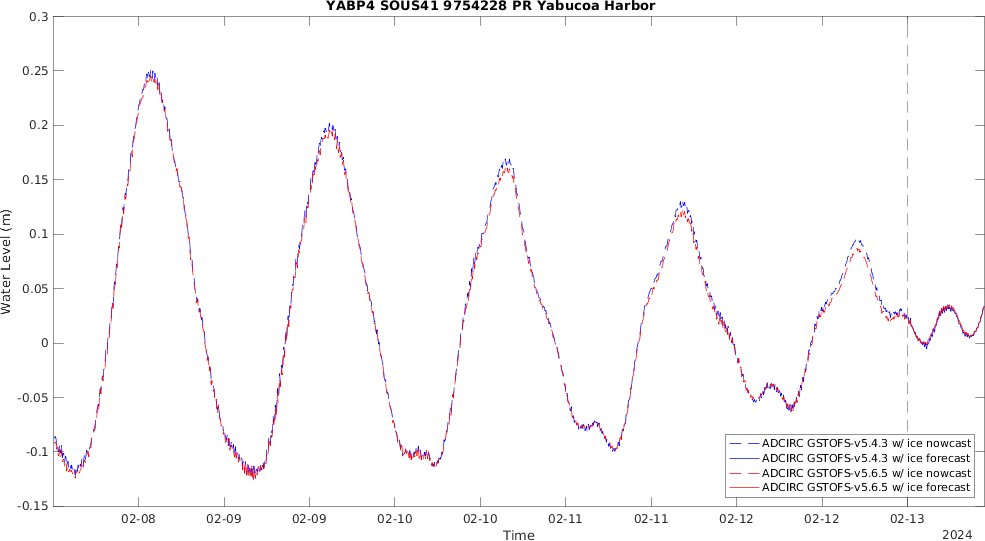 YABP4 SOUS41 9754228 PR Yabucoa Harbor
0.3
0.25
0.2
0.15
0.1
0.05
0
-0.05
-0.1
-0.15
Water Level (m)
ADCIRC GSTOFS-v5.4.3 w/ ice nowcast
ADCIRC GSTOFS-v5.4.3 w/ ice forecast
ADCIRC GSTOFS-v5.6.5 w/ ice nowcast
ADCIRC GSTOFS-v5.6.5 w/ ice forecast
02-08 02-09 02-09 02-10 02-10 02-11 02-11 02-12 02-12 02-13
Time
2024